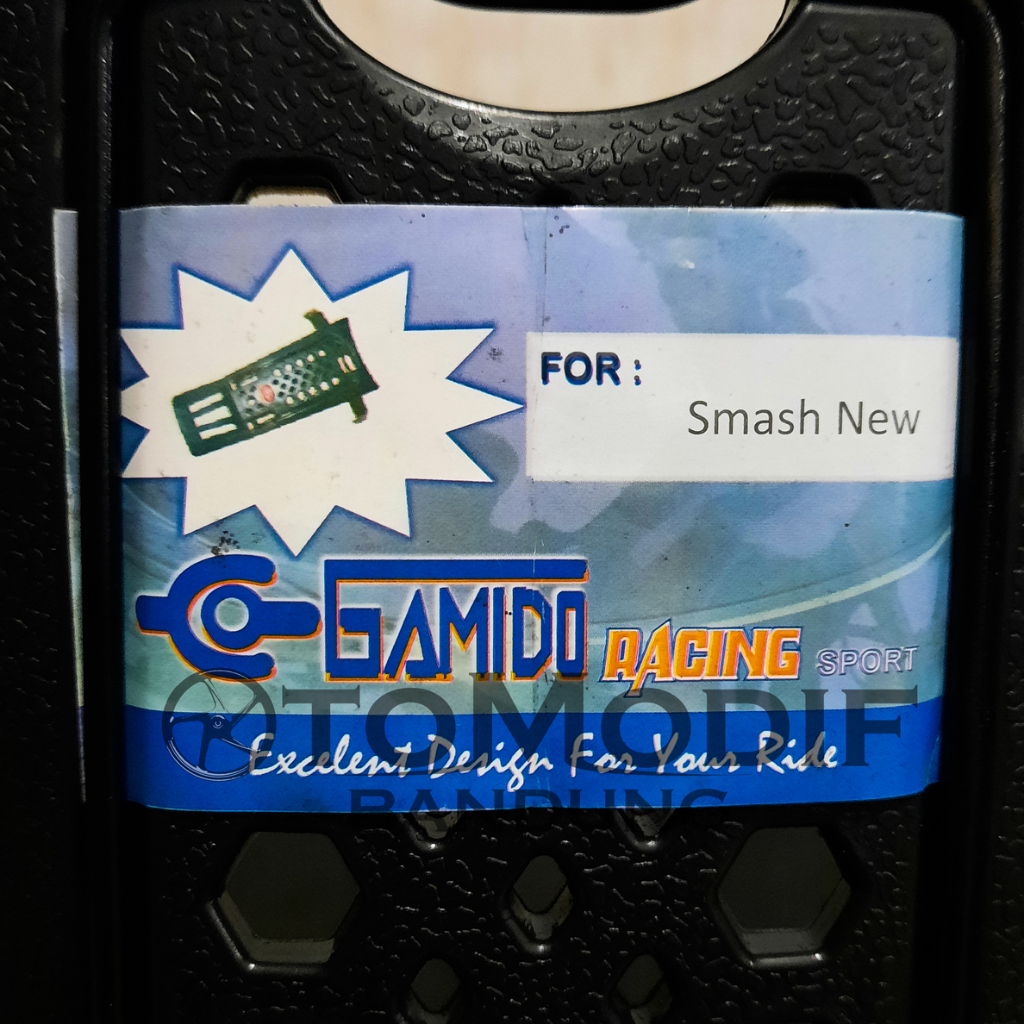 FOR :
Smash New
GAMIDO RACING SPORT
OTOMODIF
Excelent Design For Your Ride
BANDUNG